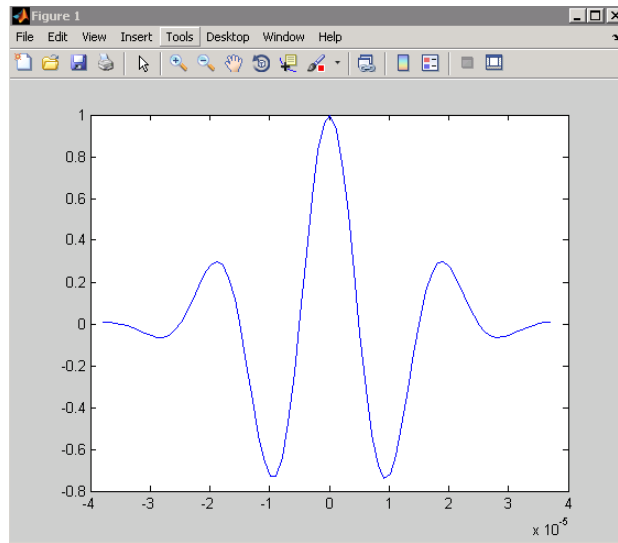 Figure 1
File Edit View Insert Tools Desktop Window Help
1
0.8
0.6
0.4
0.2
0
-0.2
-0.4
-0.6
-0.8
-4 -3 -2 -1 0 1 2 3 4
x 10^-5